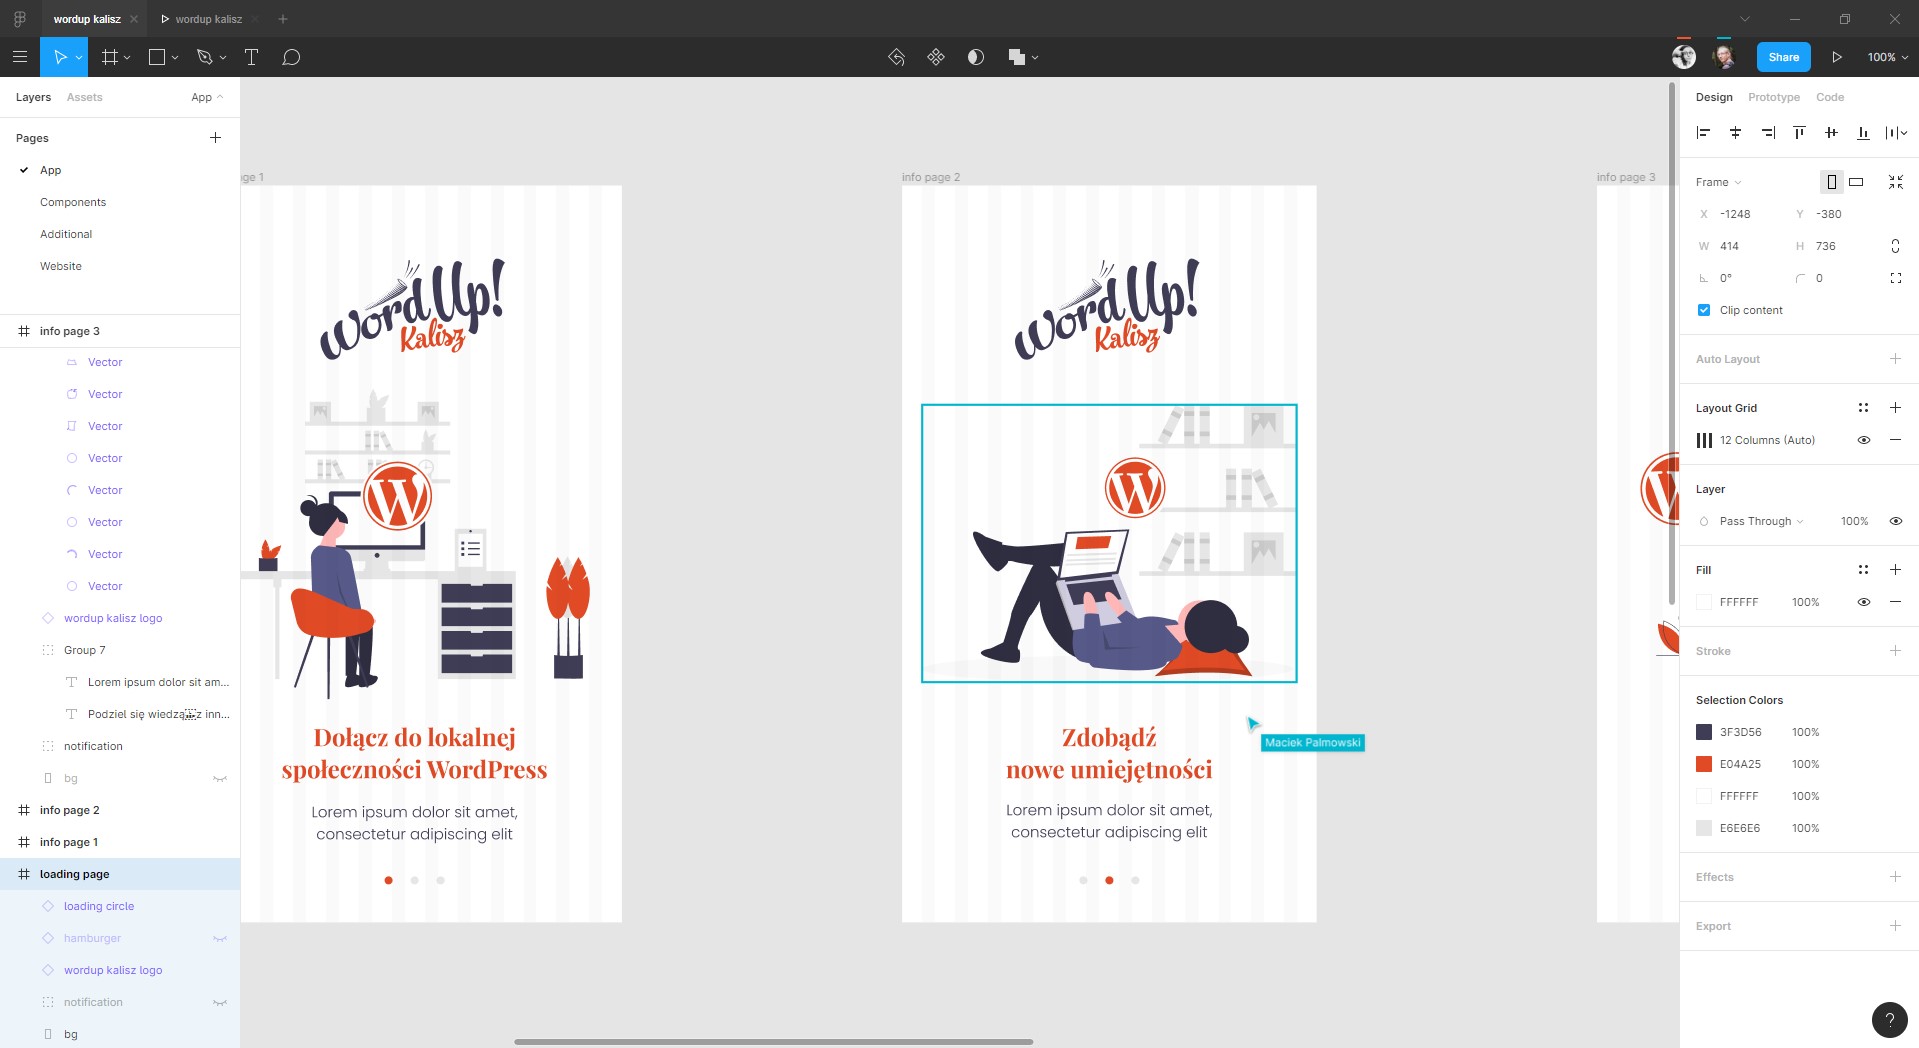 wordup kalisz
wordup kalisz
Share
100%
Layers
Assets
App
Pages
App
Components
Additional
Website
info page 3
Vector
Vector
Vector
Vector
Vector
Vector
Vector
Vector
wordup kalisz logo
Group 7
Lorem ipsum dolor sit am...
Podziel się wiedzą z inn...
notification
bg
info page 2
info page 1
loading page
loading circle
hamburger
wordup kalisz logo
notification
bg
ge 1
Word Up!
Kalisz
Dołącz do lokalnej
społeczności WordPress
Lorem ipsum dolor sit amet,
consectetur adipiscing elit
info page 2
Word Up!
Kalisz
Zdobądź
nowe umiejętności
Lorem ipsum dolor sit amet,
consectetur adipiscing elit
Maciek Palmowski
info page 3
Design
Prototype
Code
Frame
X -1248
Y -380
W 414
H 736
0°
0
Clip content
Auto Layout
Layout Grid
12 Columns (Auto)
Layer
Pass Through
100%
Fill
FFFFFF 100%
Stroke
Selection Colors
3F3D56 100%
E04A25 100%
FFFFFF 100%
E6E6E6 100%
Effects
Export
?